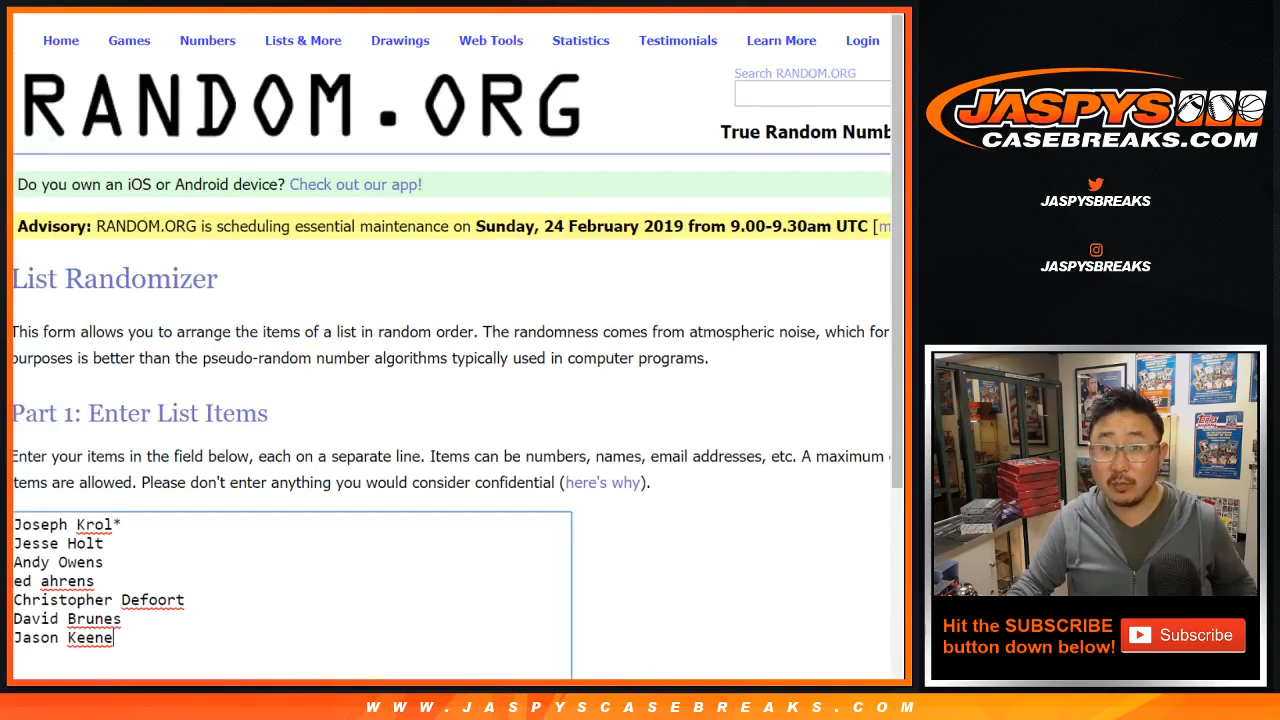 Home Games Numbers Lists & More Drawings Web Tools Statistics Testimonials Learn More Login
RANDOM.ORG
Search RANDOM.ORG
True Random Numb
Do you own an iOS or Android device? Check out our app!
Advisory: RANDOM.ORG is scheduling essential maintenance on Sunday, 24 February 2019 from 9.00-9.30am UTC [m
List Randomizer
This form allows you to arrange the items of a list in random order. The randomness comes from atmospheric noise, which for
purposes is better than the pseudo-random number algorithms typically used in computer programs.
Part 1: Enter List Items
Enter your items in the field below, each on a separate line. Items can be numbers, names, email addresses, etc. A maximum
items are allowed. Please don't enter anything you would consider confidential (here's why).
Joseph Krol*
Jesse Holt
Andy Owens
ed ahrens
Christopher Defoort
David Brunes
Jason Keene
JASPYS
CASEBREAKS.COM
JASPYSBREAKS
JASPYSBREAKS
topps
Hit the SUBSCRIBE
button down below!
Subscribe
WWW.JASPYSCASEBREAKS.COM